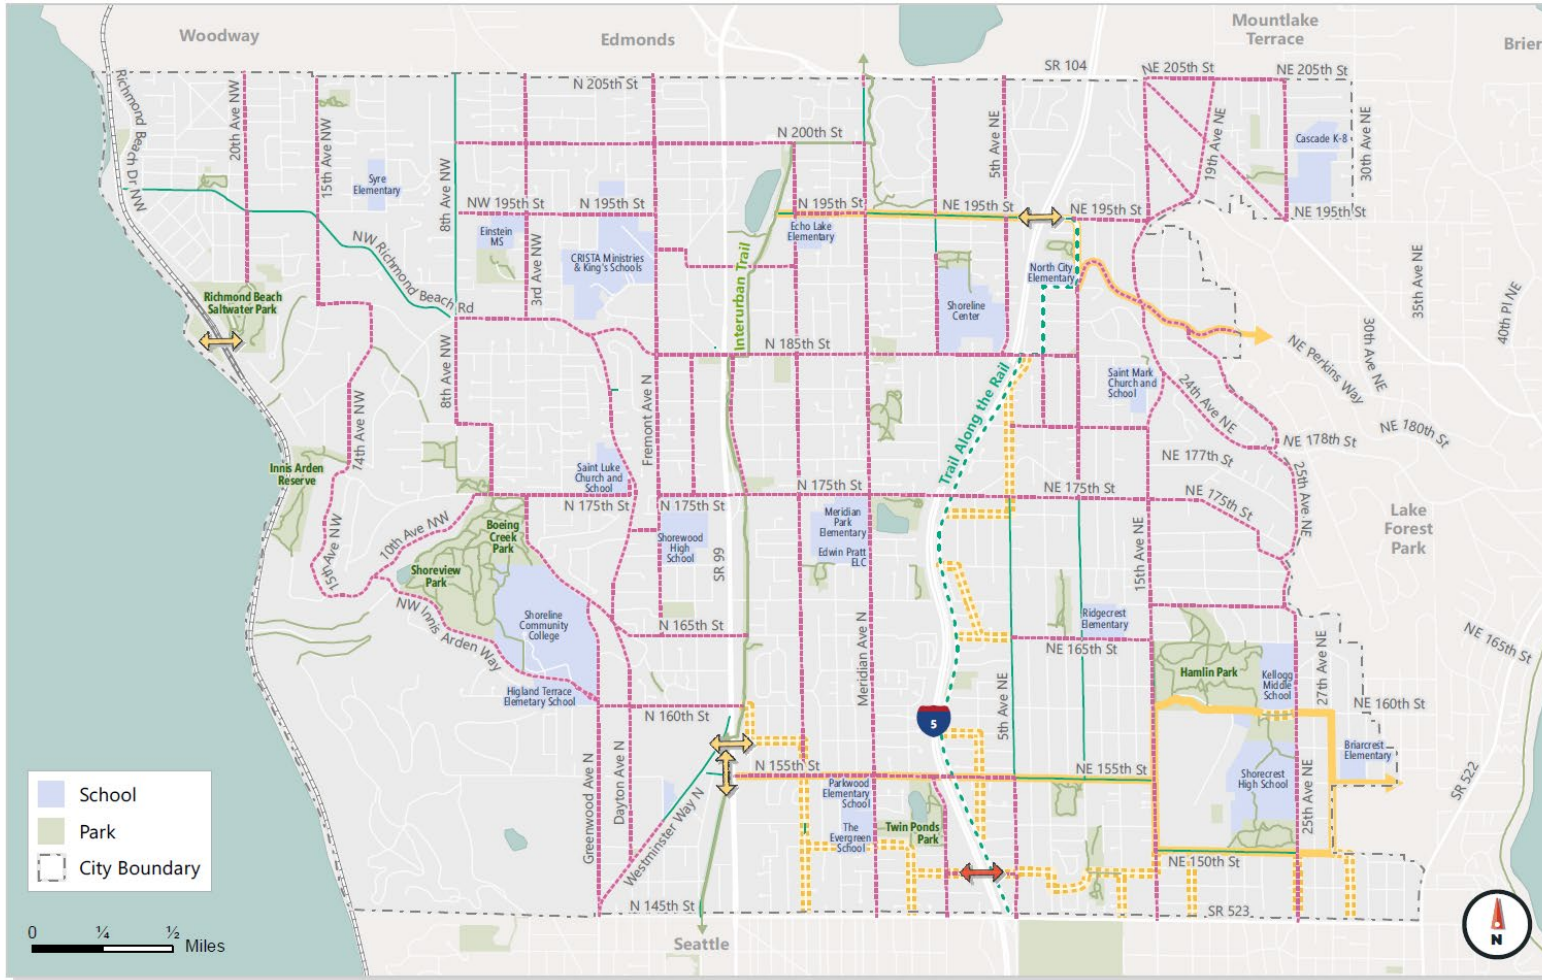 Woodway
Edmonds
Mountlake
Terrace
Brier
SR 104
NE 205th St
NE 205th St
N 205th St
Richmond Beach Dr NW
20th Ave NW
15th Ave NW
8th Ave NW
N 200th St
5th Ave NE
19th Ave NE
30th Ave NE
Cascade K-8
Syre
Elementary
NW 195th St
N 195th St
N 195th St
NE 195th St
NE 195th St
NE 195th St
Einstein
MS
3rd Ave NW
CRISTA Ministries
& King's Schools
Echo Lake
Elementary
Interurban Trail
NW Richmond Beach Rd
North City
Elementary
35th Ave NE
40th Pl NE
Richmond Beach
Saltwater Park
Shoreline
Center
N 185th St
30th Ave NE
NE Perkins Way
8th Ave NW
Fremont Ave N
Trail Along the Rail
Saint Mark
Church and
School
24th Ave NE
14th Ave NW
NE 178th St
NE 180th St
NE 177th St
Innis Arden
Reserve
Saint Luke
Church and
School
N 175th St
N 175th St
N 175th St
NE 175th St
NE 175th St
25th Ave NE
15th Ave NW
10th Ave NW
Boeing
Creek
Park
Shorewood
High
School
SR 99
Meridian
Park
Elementary
Edwin Pratt
ELC
15th Ave NE
Lake
Forest
Park
Shoreview
Park
NW Innis Arden Way
Shoreline
Community
College
N 165th St
Meridian Ave N
Ridgecrest
Elementary
NE 165th St
NE 165th St
Hamlin Park
Kellogg
Middle
School
27th Ave NE
Higland Terrace
Elemetary School
N 160th St
5
5th Ave NE
NE 160th St
Greenwood Ave N
Dayton Ave N
N 155th St
NE 155th St
Briarcrest
Elementary
Shorecrest
High School
25th Ave NE
SR 522
Westminster Way N
Parkwood
Elementary
School
The
Evergreen
School
Twin Ponds
Park
NE 150th St
N 145th St
SR 523
Seattle
School
Park
City Boundary
0 ¼ ½ Miles
N